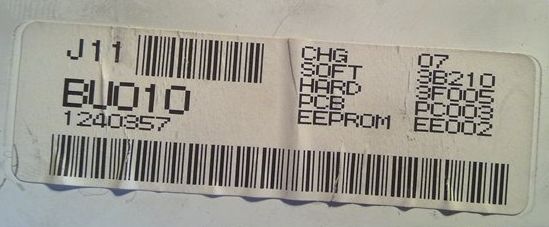 J11
BU010
1240357
CHG 07
SOFT 3B210
HARD 3F005
PCB PC003
EEPROM EE002